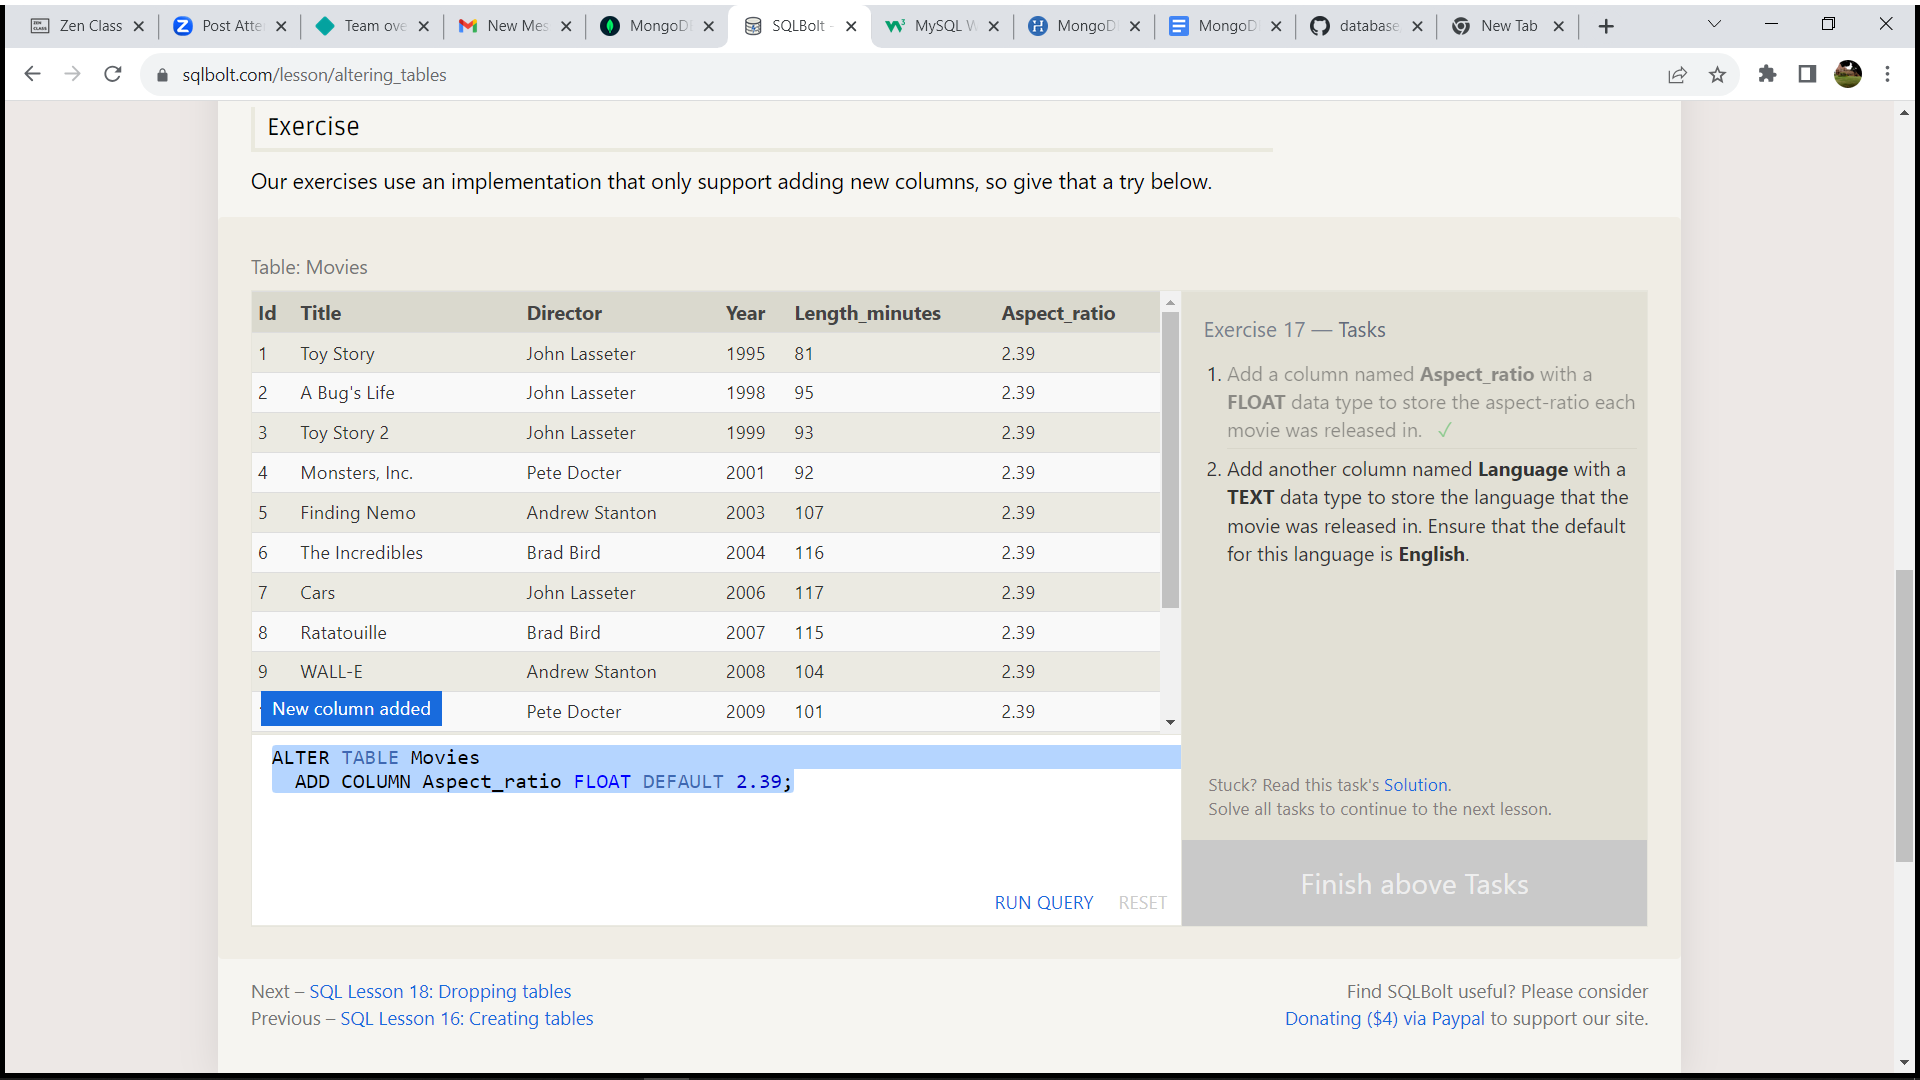 Zen Class
Post Atte
Team ove
New Mes
MongoD
SQLBolt -
MySQL W
MongoD
MongoD
database
New Tab
sqlbolt.com/lesson/altering_tables
Exercise
Our exercises use an implementation that only support adding new columns, so give that a try below.
Table: Movies
Id Title Director Year Length_minutes Aspect_ratio
1 Toy Story John Lasseter 1995 81 2.39
2 A Bug's Life John Lasseter 1998 95 2.39
3 Toy Story 2 John Lasseter 1999 93 2.39
4 Monsters, Inc. Pete Docter 2001 92 2.39
5 Finding Nemo Andrew Stanton 2003 107 2.39
6 The Incredibles Brad Bird 2004 116 2.39
7 Cars John Lasseter 2006 117 2.39
8 Ratatouille Brad Bird 2007 115 2.39
9 WALL-E Andrew Stanton 2008 104 2.39
Pete Docter 2009 101 2.39
New column added
ALTER TABLE Movies
ADD COLUMN Aspect_ratio FLOAT DEFAULT 2.39;
RUN QUERY RESET
Exercise 17 — Tasks
1. Add a column named Aspect_ratio with a
FLOAT data type to store the aspect-ratio each
movie was released in. ✓
2. Add another column named Language with a
TEXT data type to store the language that the
movie was released in. Ensure that the default
for this language is English.
Stuck? Read this task's Solution.
Solve all tasks to continue to the next lesson.
Finish above Tasks
Next – SQL Lesson 18: Dropping tables
Previous – SQL Lesson 16: Creating tables
Find SQLBolt useful? Please consider
Donating ($4) via Paypal to support our site.